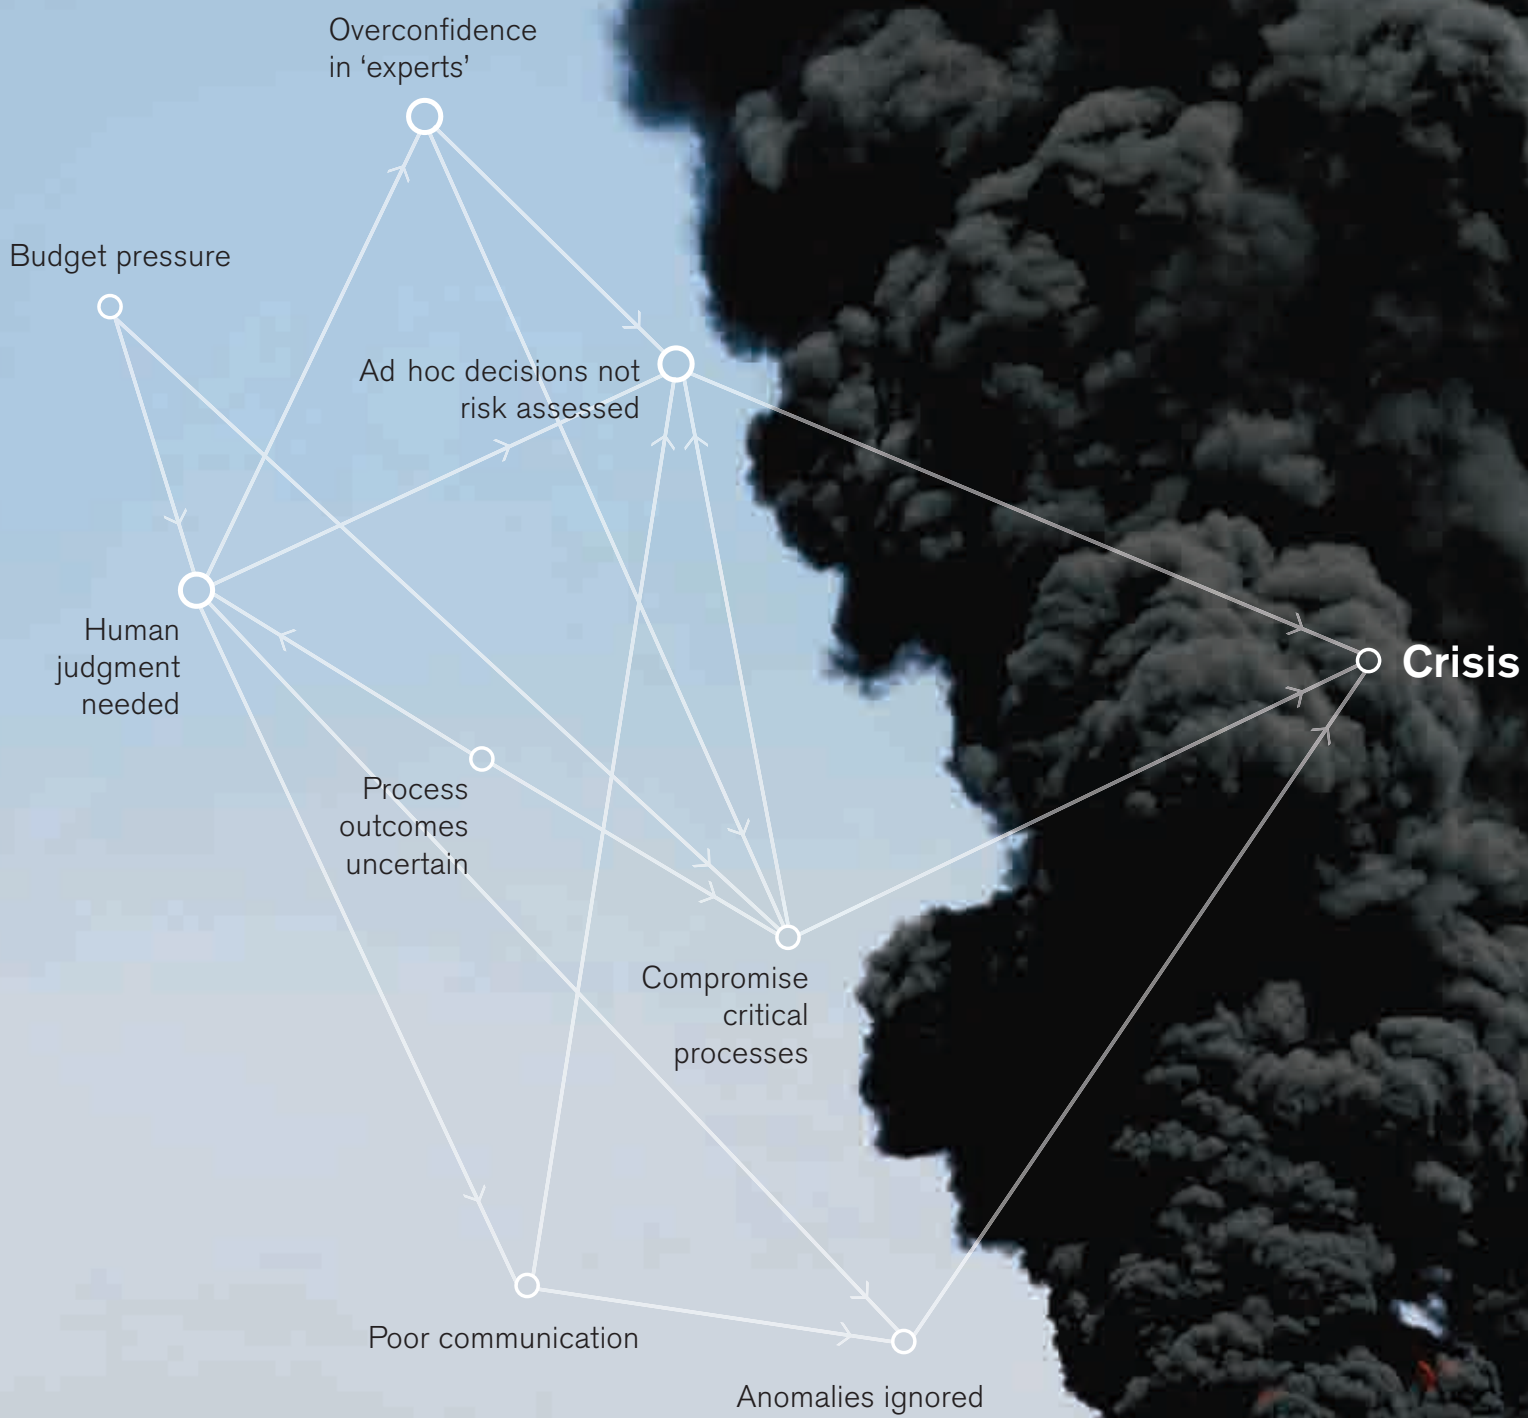 Overconfidence
in ‘experts’
Budget pressure
Ad hoc decisions not
risk assessed
Human
judgment
needed
Crisis
Process
outcomes
uncertain
Compromise
critical
processes
Poor communication
Anomalies ignored